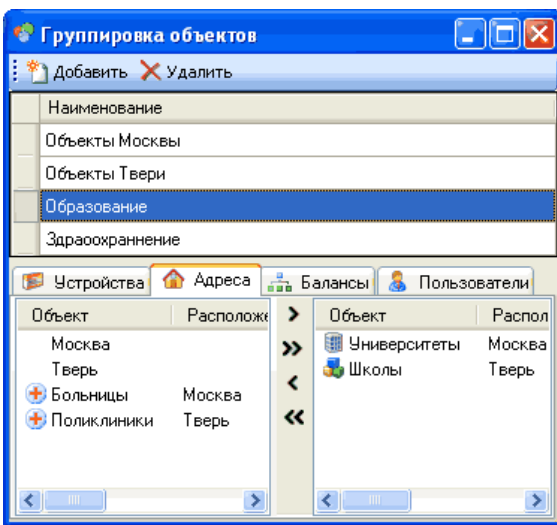 Группировка объектов
Добавить Удалить
Наименование
Объекты Москвы
Объекты Твери
Образование
Здраоохраннение
Устройства Адреса Балансы Пользователи
Объект Расположе Объект Распол
Москва Университеты Москва
Тверь Школы Тверь
Больницы Москва
Поликлиники Тверь